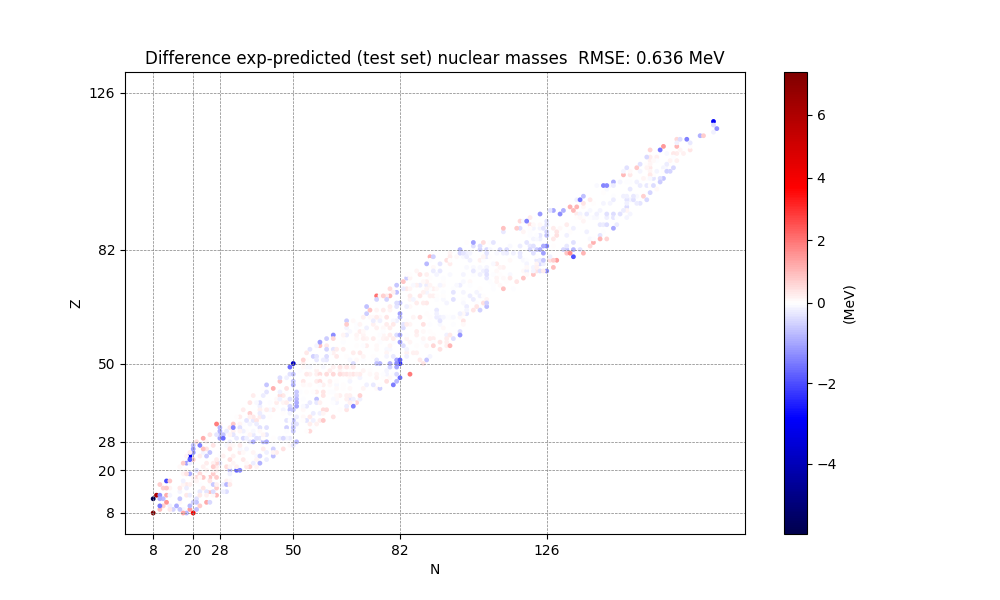 Difference exp-predicted (test set) nuclear masses  RMSE: 0.636 MeV
126
82
50
28
20
8
Z
8 20 28 50 82 126
N
6
4
2
0
−2
−4
(MeV)